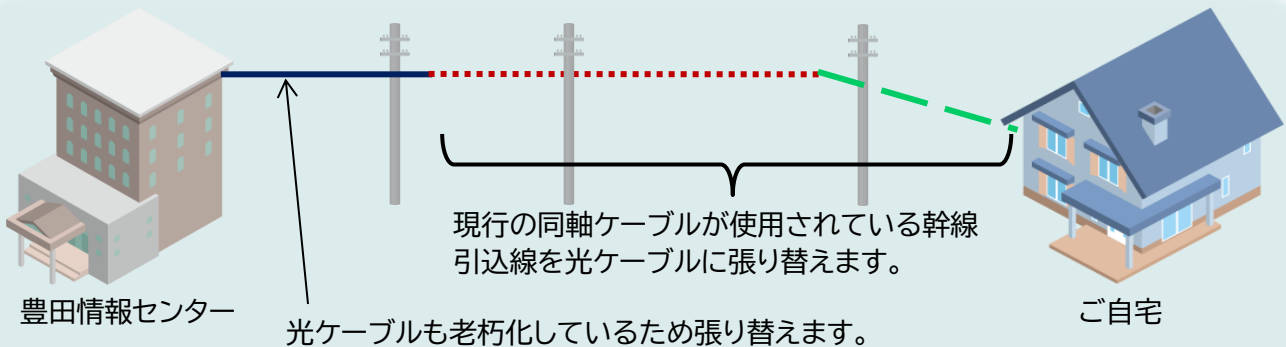 現行の同軸ケーブルが使用されている幹線
引込線を光ケーブルに張り替えます。
豊田情報センター
ご自宅
光ケーブルも老朽化しているため張り替えます。